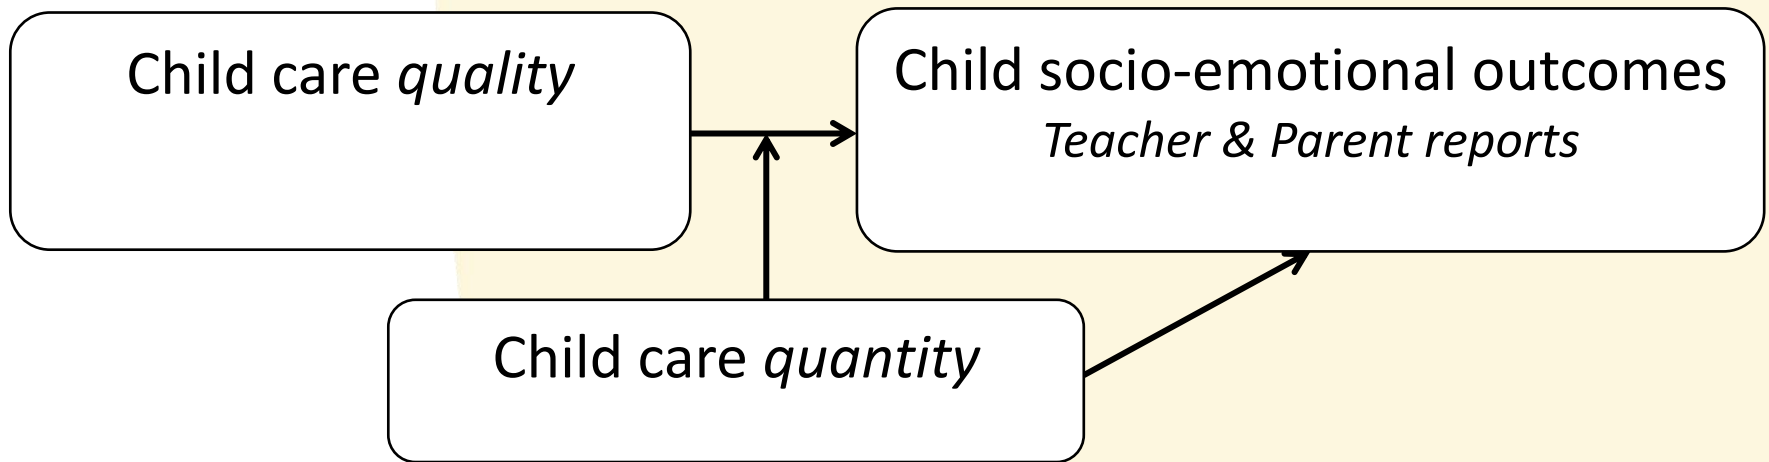 Child care quality
Child socio-emotional outcomes
Teacher & Parent reports
Child care quantity